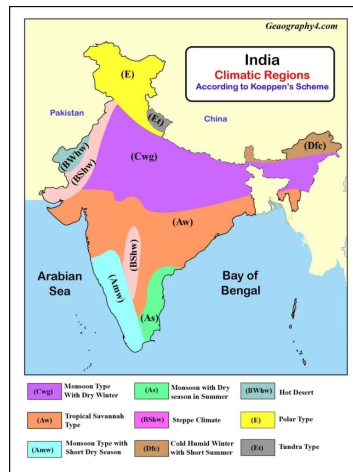 Geaography4.com
India
Climatic Regions
According to Koeppen's Scheme
(E)
Pakistan
(Et)
China
(BWhw)
(BShw)
(Cwg)
(Dfc)
(Aw)
(BShw)
Arabian
Sea
Bay of
Bengal
(Amw)
(As)
(Cwg) Monsoon Type
With Dry Winter
(As) Monsoon with Dry
season in Summer
(BWhw) Hot Desert
(Aw) Tropical Savannah
Type
(BShw) Steppe Climate
(E) Polar Type
(Amw) Monsoon Type with
Short Dry Season
(Dfc) Cold Humid Winter
with Short Summer
(Et) Tundra Type